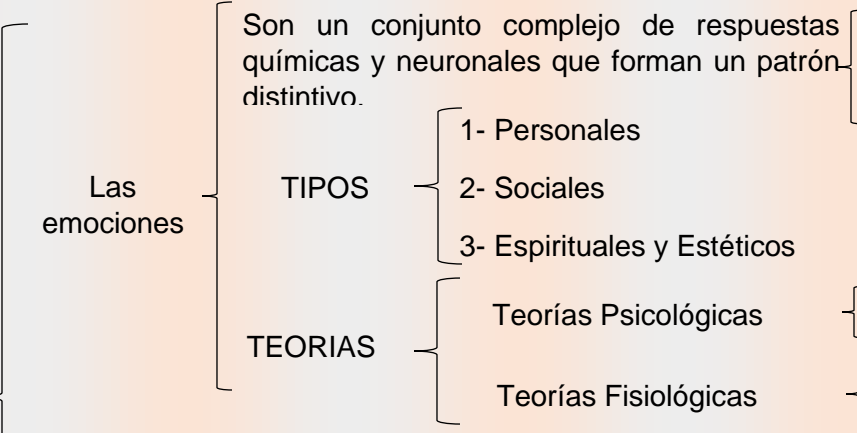 Son un conjunto complejo de respuestas
químicas y neuronales que forman un patrón
distintivo.
Las
emociones
TIPOS
1- Personales
2- Sociales
3- Espirituales y Estéticos
TEORIAS
Teorías Psicológicas
Teorías Fisiológicas